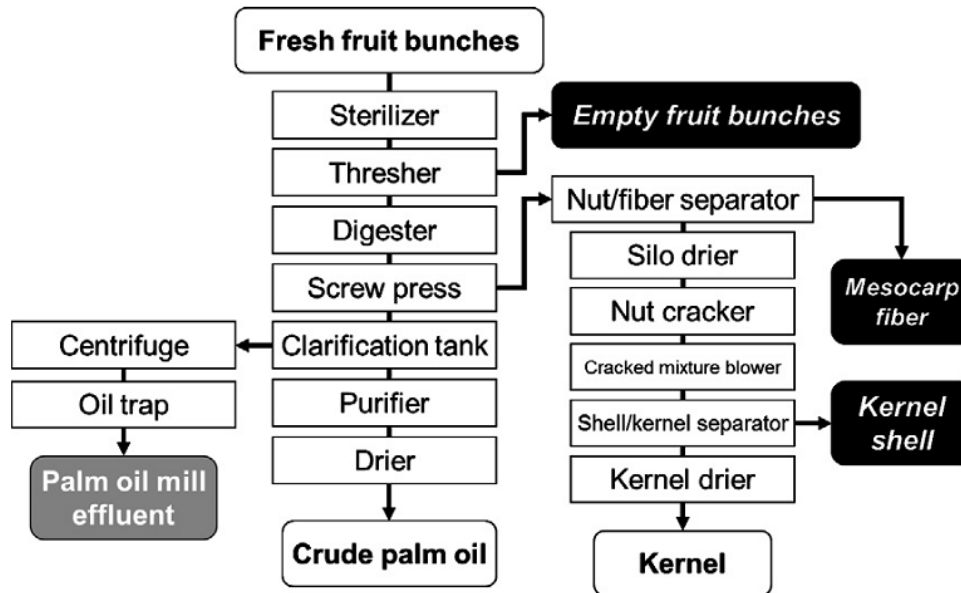 Fresh fruit bunches
Sterilizer
Empty fruit bunches
Thresher
Nut/fiber separator
Digester
Silo drier
Screw press
Mesocarp
fiber
Nut cracker
Centrifuge
Clarification tank
Cracked mixture blower
Oil trap
Purifier
Shell/kernel separator
Kernel
shell
Drier
Kernel drier
Palm oil mill
effluent
Crude palm oil
Kernel